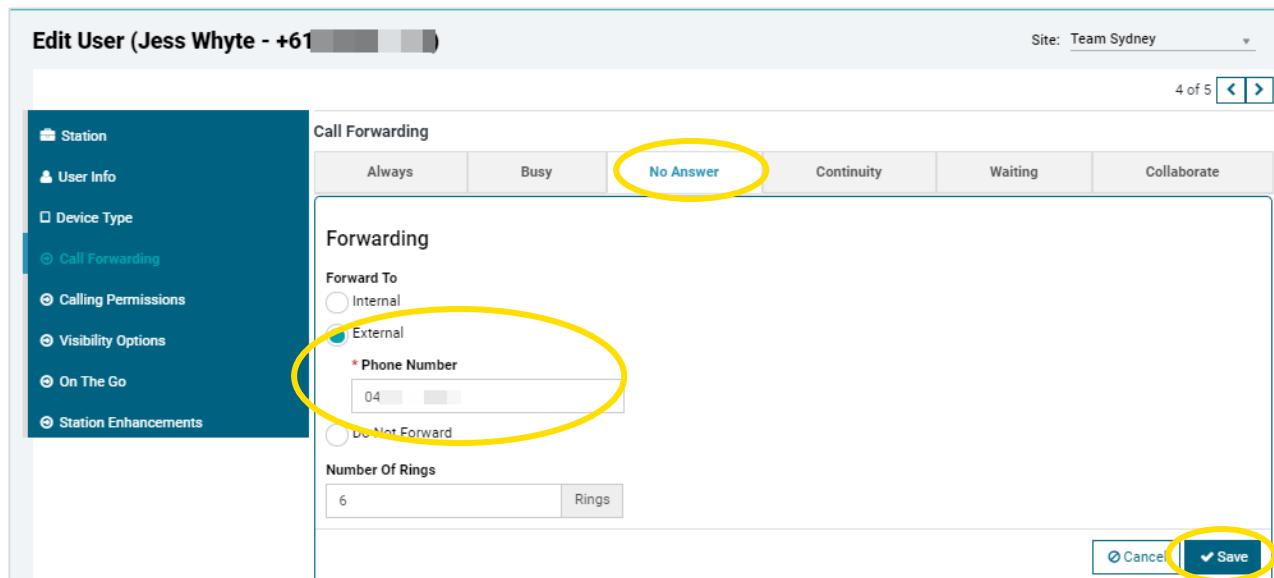 Edit User (Jess Whyte - +61 )
Site: Team Sydney
4 of 5
Station
User Info
Device Type
Call Forwarding
Calling Permissions
Visibility Options
On The Go
Station Enhancements
Call Forwarding
Always Busy No Answer Continuity Waiting Collaborate
Forwarding
Forward To
Internal
External
* Phone Number
04
Do Not Forward
Number Of Rings
6 Rings
Cancel Save